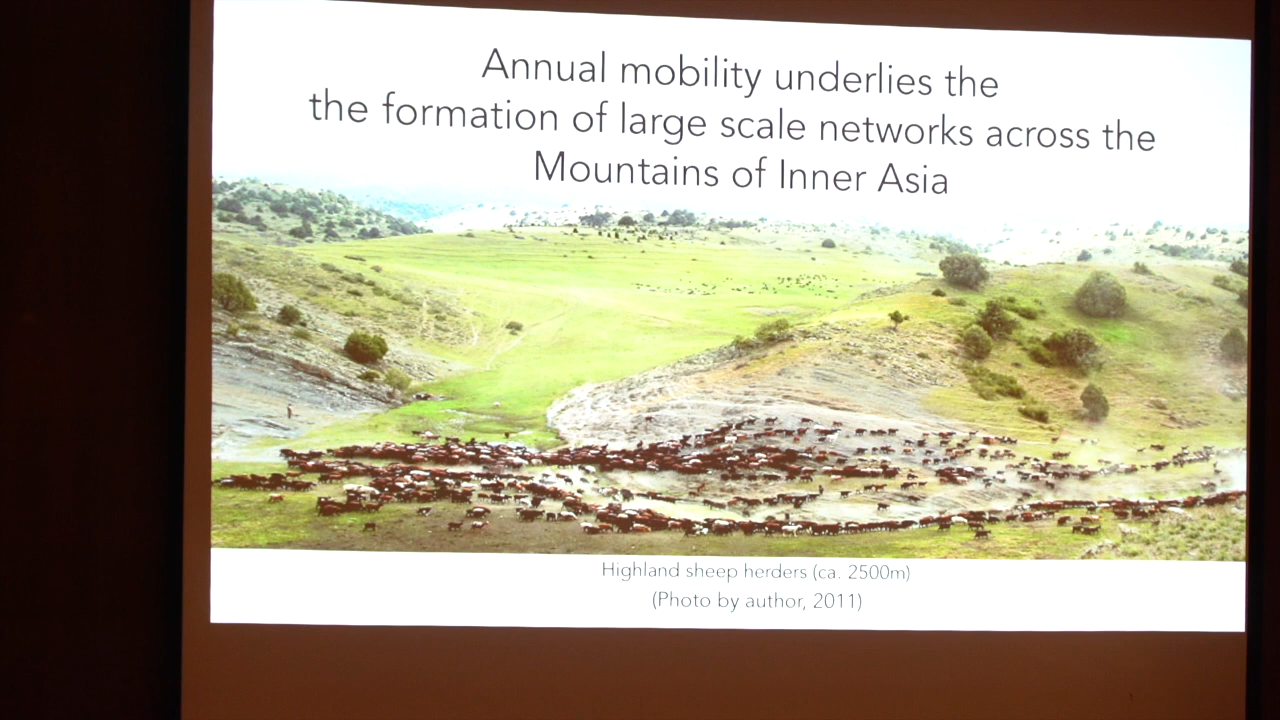 Annual mobility underlies the
the formation of large scale networks across the
Mountains of Inner Asia
Highland sheep herders (ca. 2500m)
(Photo by author, 2011)